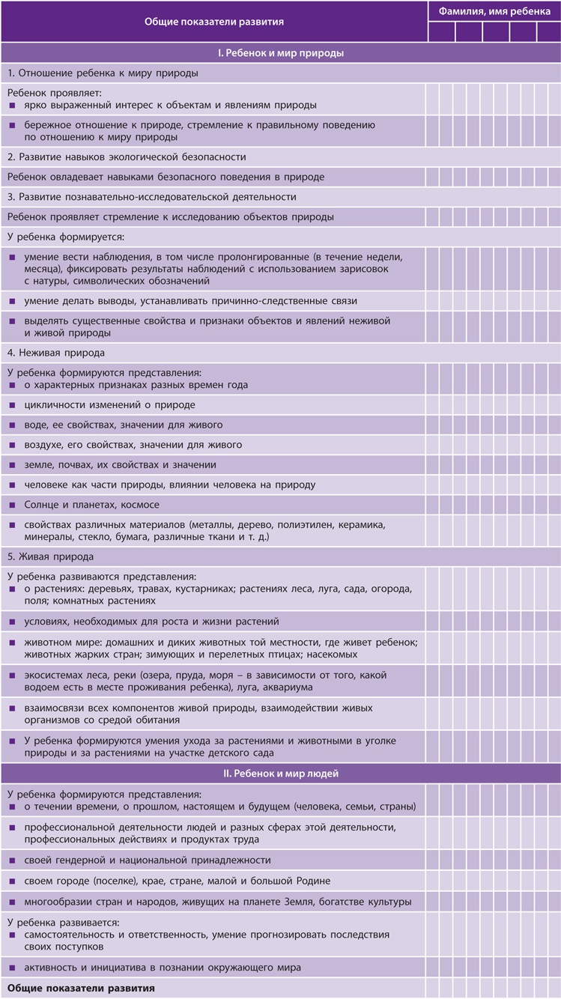 Общие показатели развития
Фамилия, имя ребенка
I. Ребенок и мир природы
1. Отношение ребенка к миру природы
Ребенок проявляет:
■ ярко выраженный интерес к объектам и явлениям природы
■ бережное отношение к природе, стремление к правильному поведению
по отношению к миру природы
2. Развитие навыков экологической безопасности
Ребенок овладевает навыками безопасного поведения в природе
3. Развитие познавательно-исследовательской деятельности
Ребенок проявляет стремление к исследованию объектов природы
У ребенка формируется:
■ умение вести наблюдения, в том числе пролонгированные (в течение недели,
месяца), фиксировать результаты наблюдений с использованием зарисовок
с натуры, символических обозначений
■ умение делать выводы, устанавливать причинно-следственные связи
■ выделять существенные свойства и признаки объектов и явлений неживой
и живой природы
4. Неживая природа
У ребенка формируются представления:
■ о характерных признаках разных времен года
■ цикличности изменений о природе
■ воде, ее свойствах, значении для живого
■ воздухе, его свойствах, значении для живого
■ земле, почвах, их свойствах и значении
■ человеке как части природы, влиянии человека на природу
■ Солнце и планетах, космосе
■ свойствах различных материалов (металлы, дерево, полиэтилен, керамика,
минералы, стекло, бумага, различные ткани и т. д.)
5. Живая природа
У ребенка развиваются представления:
■ о растениях: деревьях, травах, кустарниках; растениях леса, луга, сада, огорода,
поля; комнатных растениях
■ условиях, необходимых для роста и жизни растений
■ животном мире: домашних и диких животных той местности, где живет ребенок;
животных жарких стран; зимующих и перелетных птицах; насекомых
■ экосистемах леса, реки (озера, пруда, моря – в зависимости от того, какой
водоем есть в месте проживания ребенка), луга, аквариума
■ взаимосвязи всех компонентов живой природы, взаимодействии живых
организмов со средой обитания
■ У ребенка формируются умения ухода за растениями и животными в уголке
природы и за растениями на участке детского сада
II. Ребенок и мир людей
У ребенка формируются представления:
■ о течении времени, о прошлом, настоящем и будущем (человека, семьи, страны)
■ профессиональной деятельности людей и разных сферах этой деятельности,
профессиональных действиях и продуктах труда
■ своей гендерной и национальной принадлежности
■ своем городе (поселке), крае, стране, малой и большой Родине
■ многообразии стран и народов, живущих на планете Земля, богатстве культуры
У ребенка развивается:
■ самостоятельность и ответственность, умение прогнозировать последствия
своих поступков
■ активность и инициатива в познании окружающего мира
Общие показатели развития